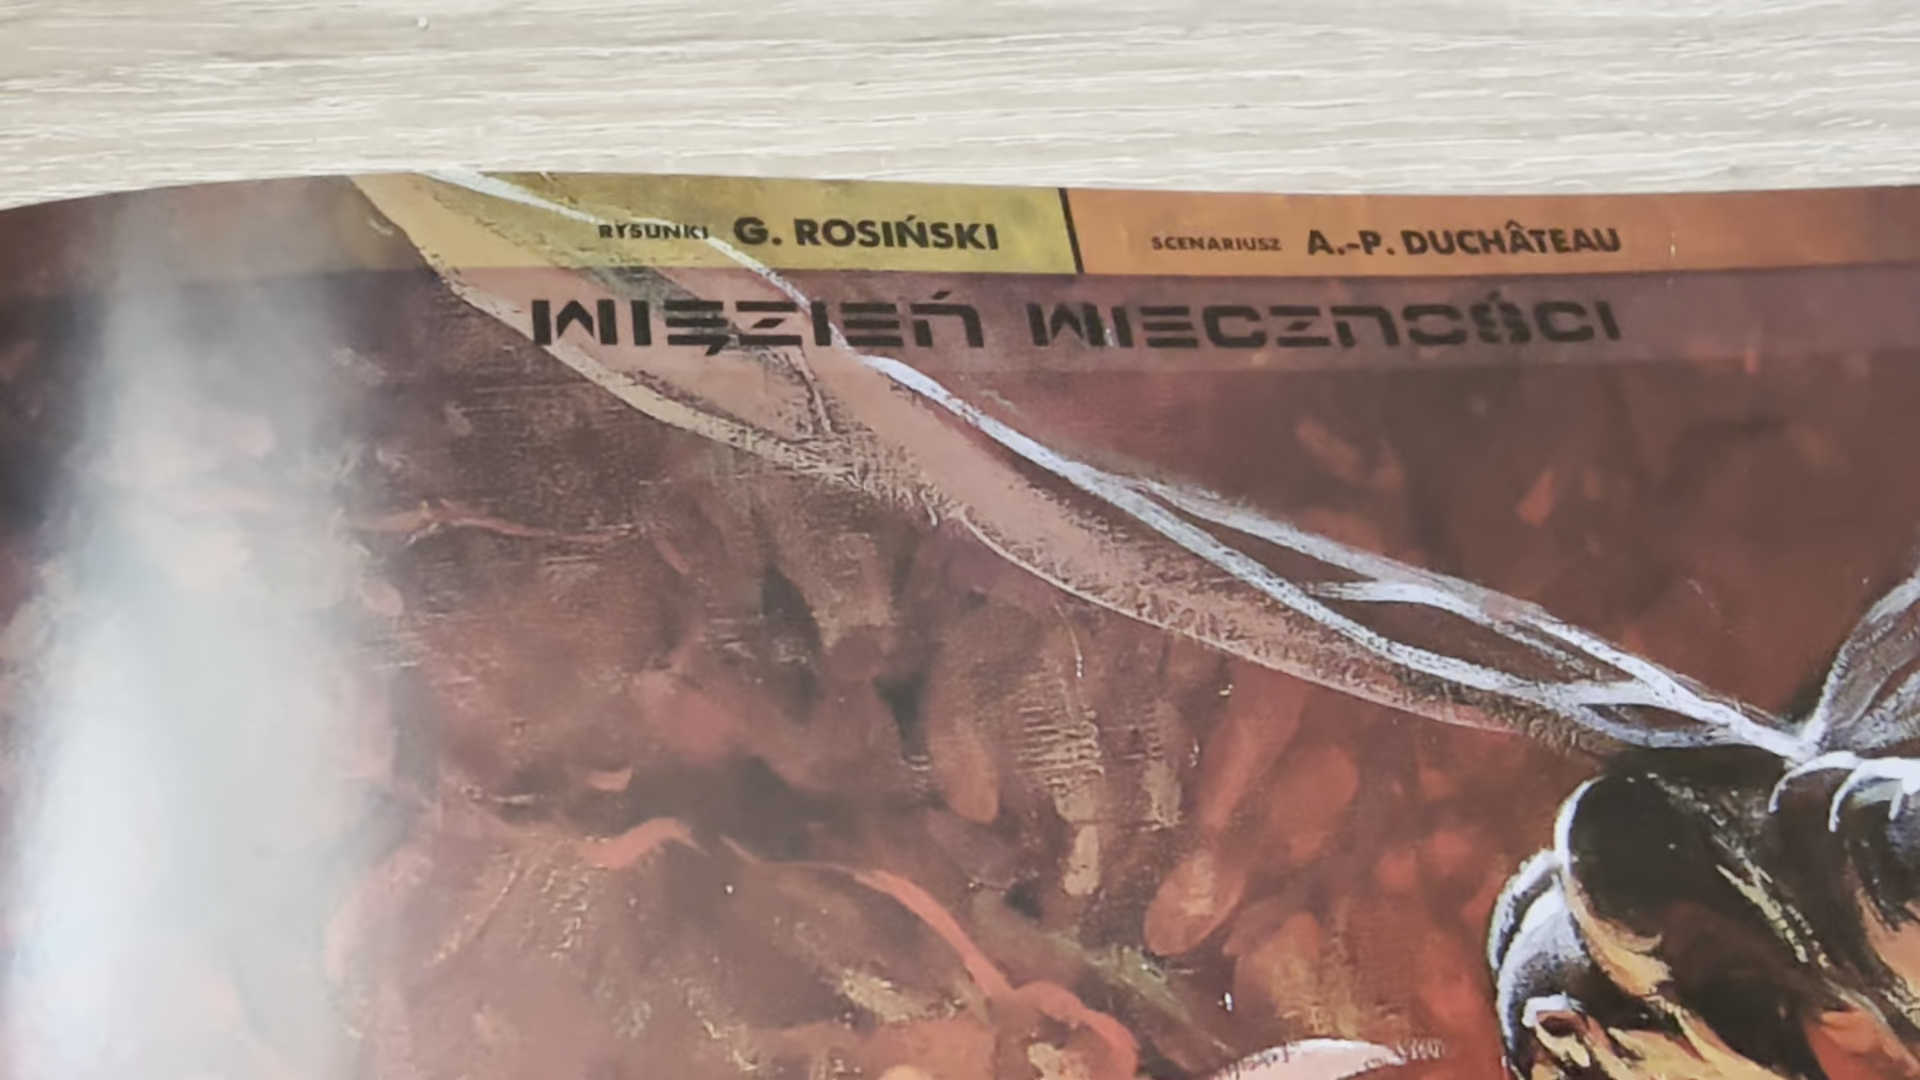 RYSUNKI G. ROSIŃSKI SCENARIUSZ A.-P. DUCHÂTEAU
WIĘZIEŃ WIECZNOŚCI